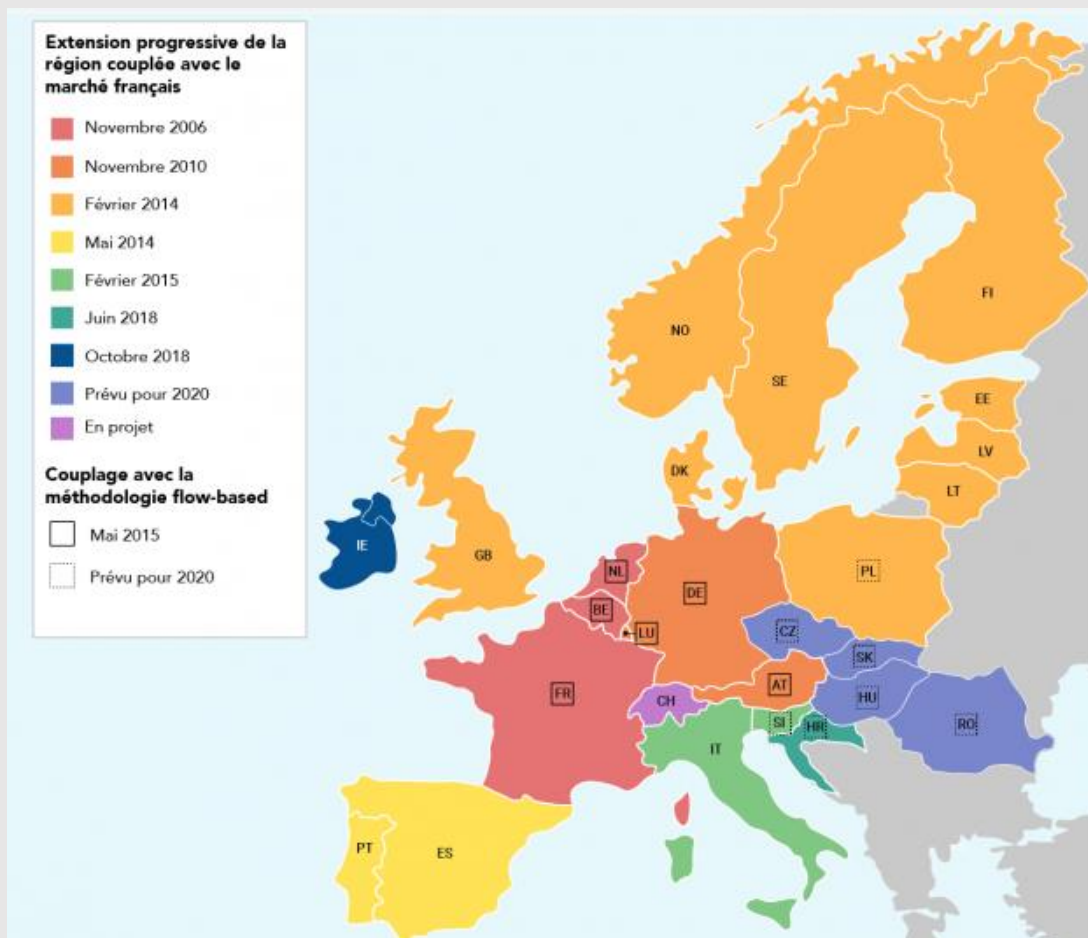 Extension progressive de la
région couplée avec le
marché français
Novembre 2006
Novembre 2010
Février 2014
Mai 2014
Février 2015
Juin 2018
Octobre 2018
Prévu pour 2020
En projet
Couplage avec la
méthodologie flow-based
Mai 2015
Prévu pour 2020
NO
SE
FI
EE
LV
LT
DK
IE
GB
NL
BE
LU
DE
PL
CZ
SK
FR
CH
AT
HU
RO
SI
HR
IT
PT
ES